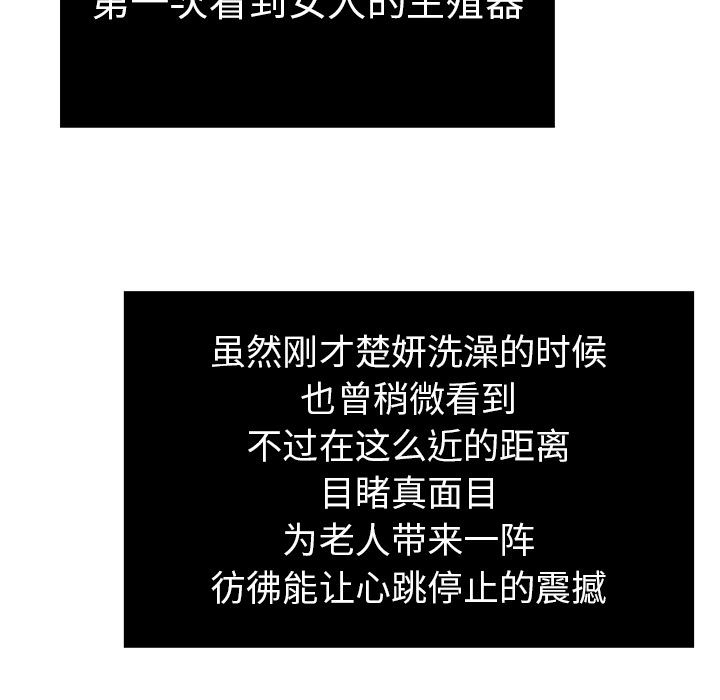 第一次看到女人的生殖器
虽然刚才楚妍洗澡的时候
也曾稍微看到
不过在这么近的距离
目睹真面目
为老人带来一阵
彷彿能让心跳停止的震撼